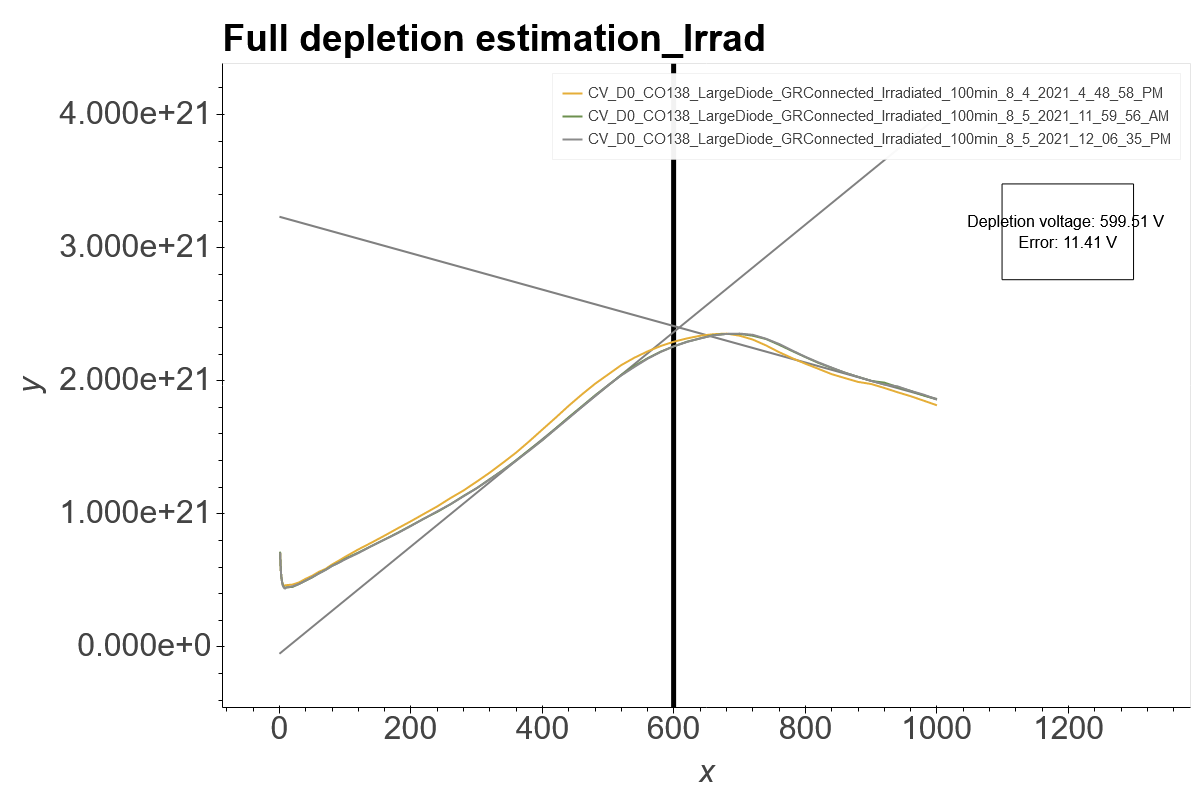 Full depletion estimation_Irrad
CV_D0_CO138_LargeDiode_GRConnected_Irradiated_100min_8_4_2021_4_48_58_PM
CV_D0_CO138_LargeDiode_GRConnected_Irradiated_100min_8_5_2021_11_59_56_AM
CV_D0_CO138_LargeDiode_GRConnected_Irradiated_100min_8_5_2021_12_06_35_PM
Depletion voltage: 599.51 V
Error: 11.41 V
4.000e+21
3.000e+21
2.000e+21
1.000e+21
0.000e+0
y
0 200 400 600 800 1000 1200
x